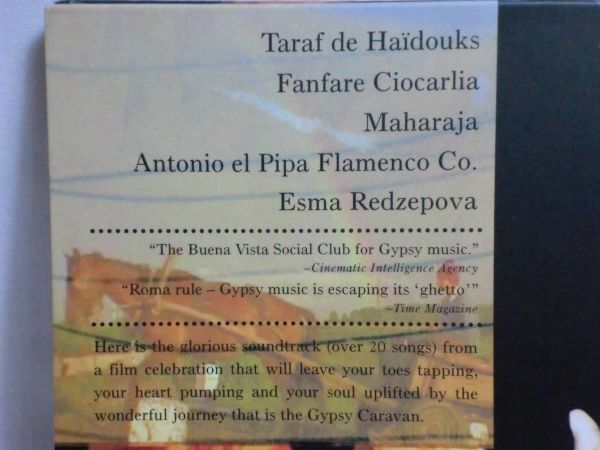 Taraf de Haïdouks
Fanfare Ciocarlia
Maharaja
Antonio el Pipa Flamenco Co.
Esma Redzepova
“The Buena Vista Social Club for Gypsy music.”
–Cinematic Intelligence Agency
“Roma rule – Gypsy music is escaping its ‘ghetto’”
–Time Magazine
Here is the glorious soundtrack (over 20 songs) from
a film celebration that will leave your toes tapping,
your heart pumping and your soul uplifted by the
wonderful journey that is the Gypsy Caravan.